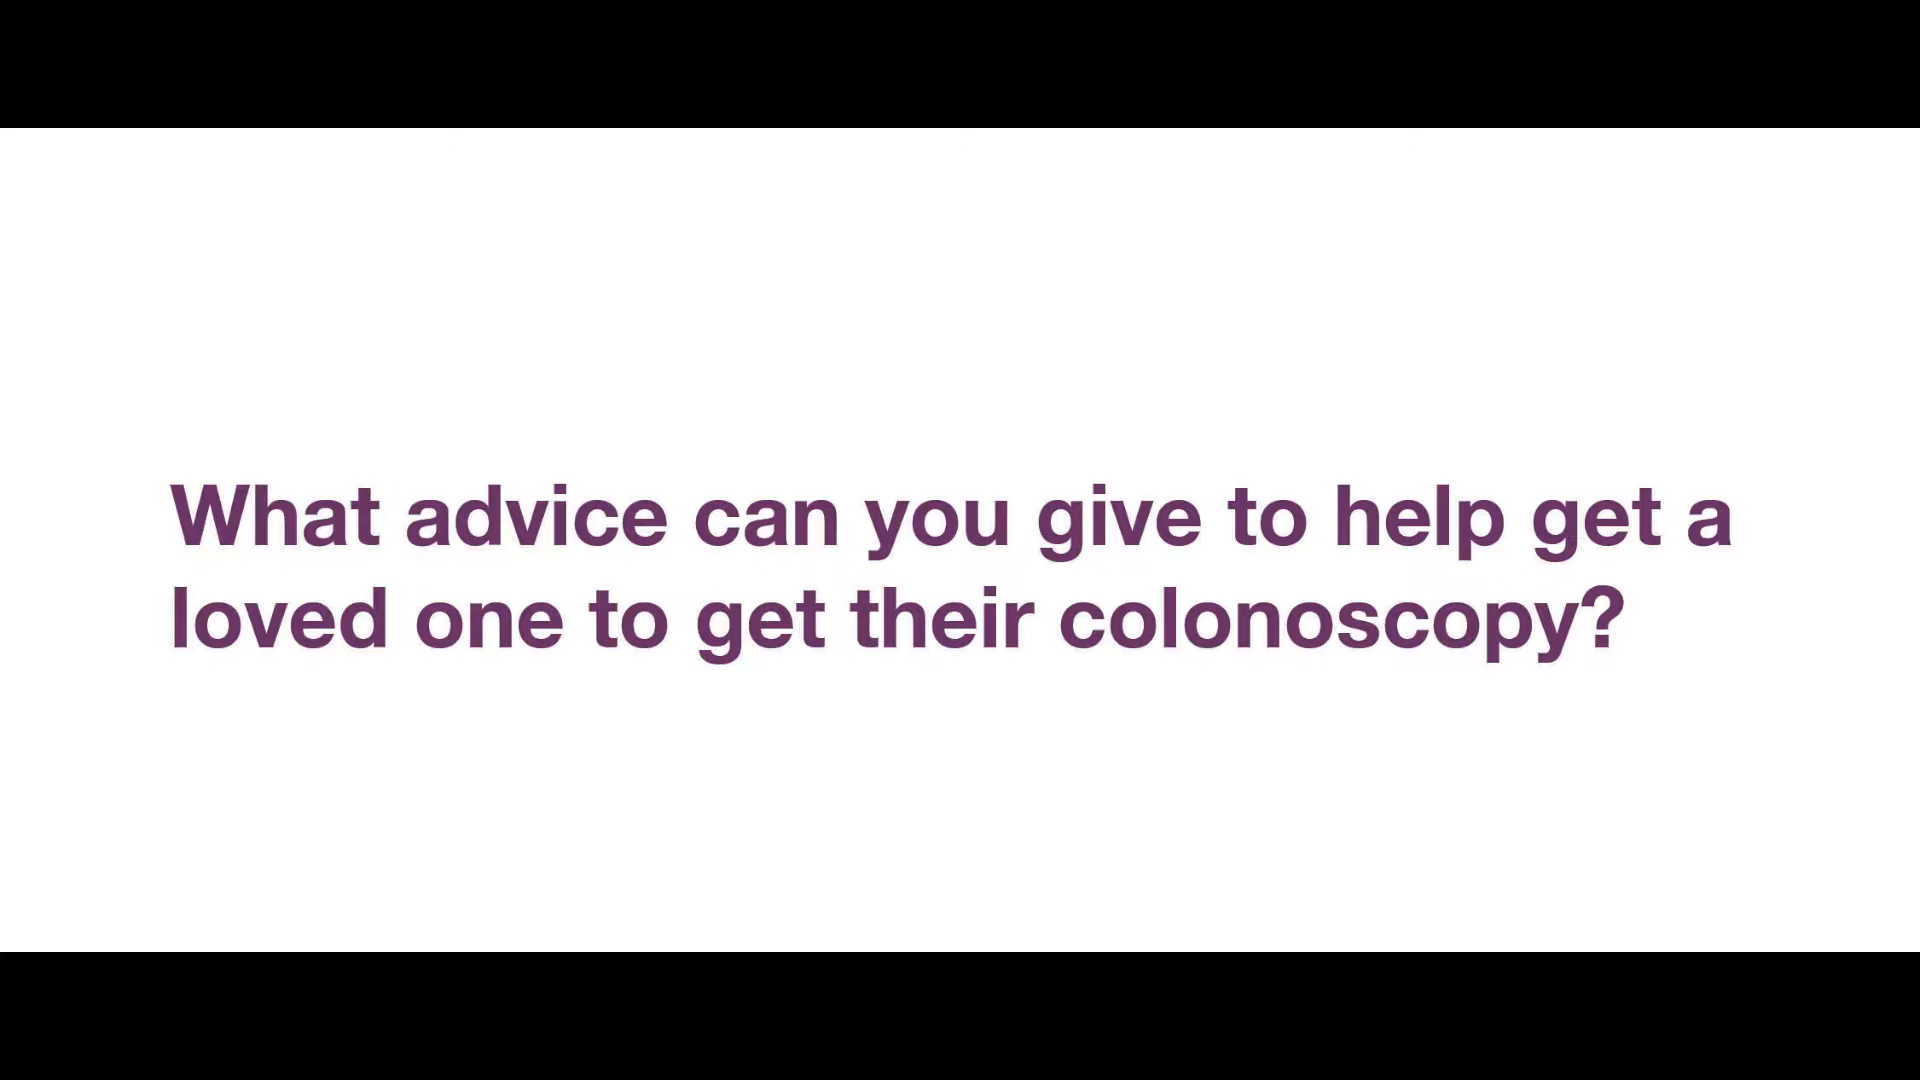 What advice can you give to help get a
loved one to get their colonoscopy?